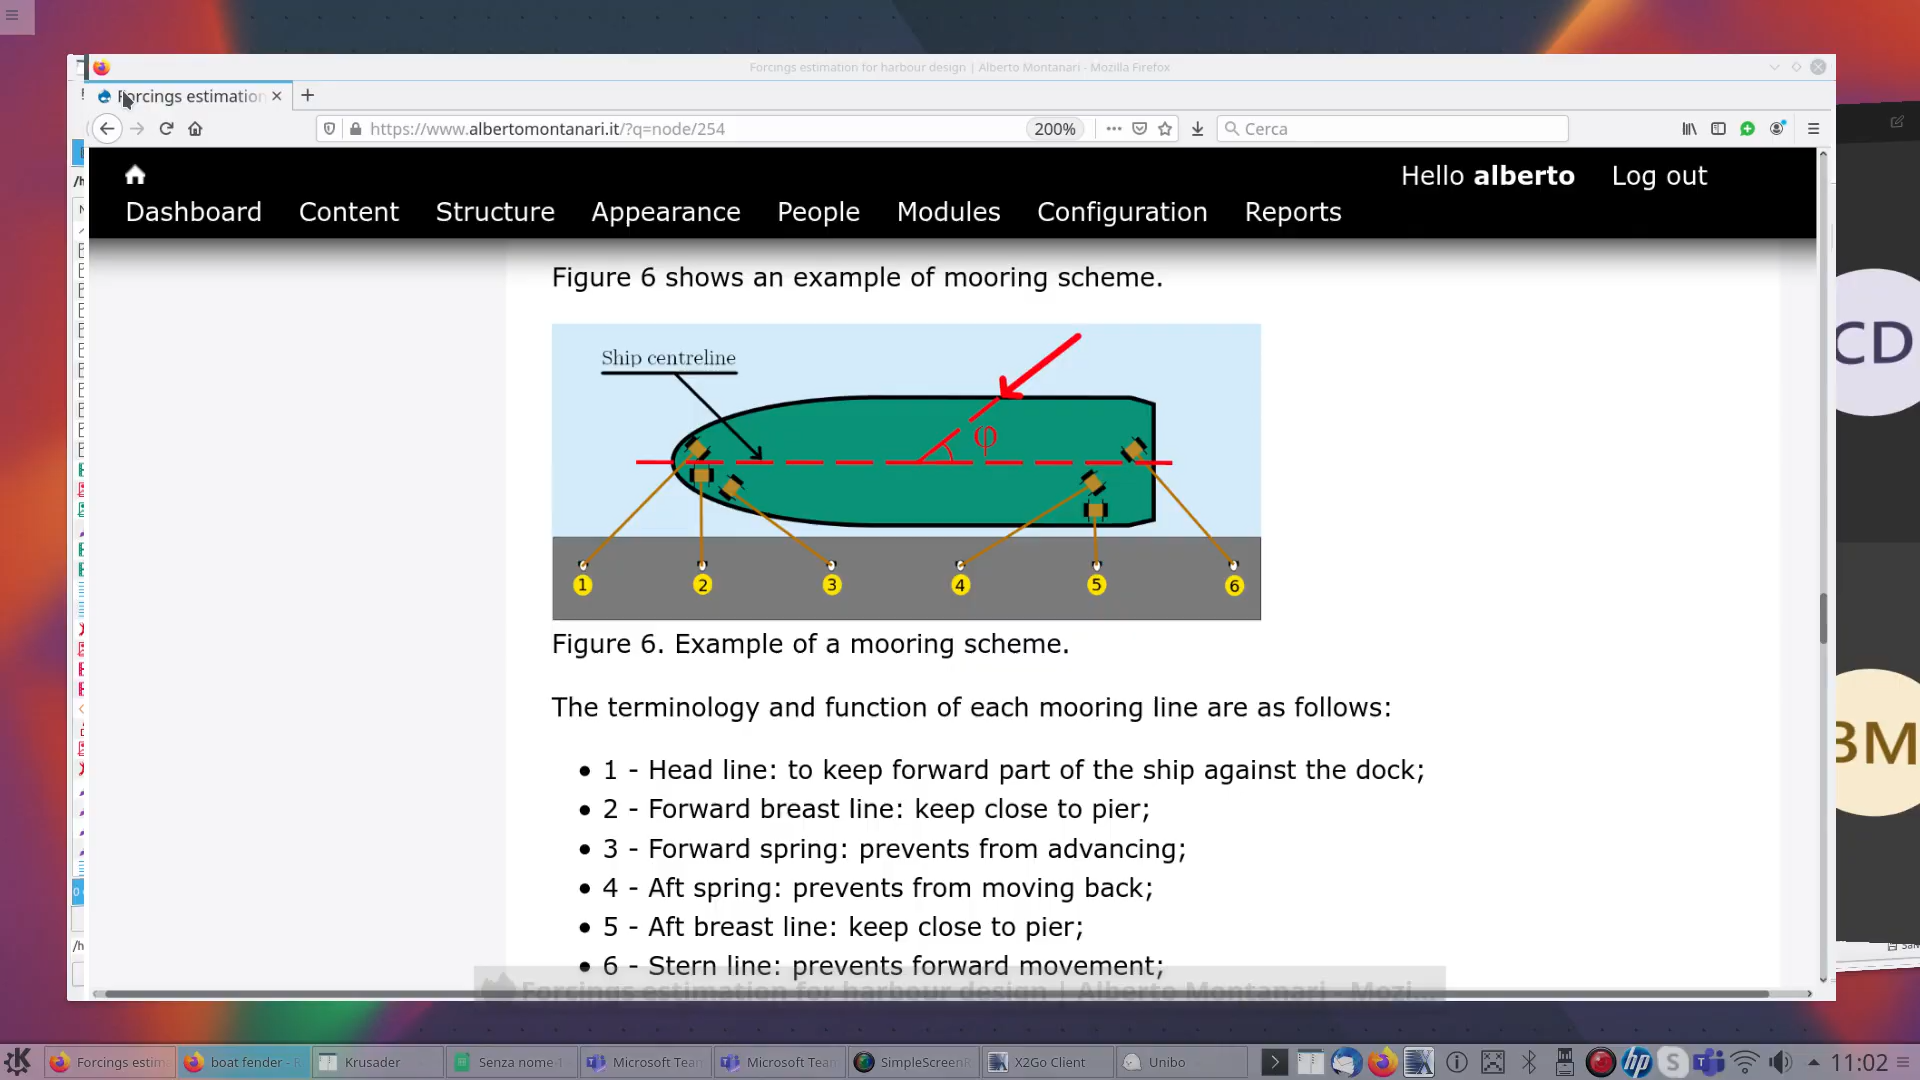 Forcings estimation for harbour design | Alberto Montanari - Mozilla Firefox
Forcings estimation
https://www.albertomontanari.it/?q=node/254
200%
Cerca
Hello alberto
Log out
Dashboard
Content
Structure
Appearance
People
Modules
Configuration
Reports
Figure 6 shows an example of mooring scheme.
Ship centreline
φ
1
2
3
4
5
6
Figure 6. Example of a mooring scheme.
The terminology and function of each mooring line are as follows:
• 1 - Head line: to keep forward part of the ship against the dock;
• 2 - Forward breast line: keep close to pier;
• 3 - Forward spring: prevents from advancing;
• 4 - Aft spring: prevents from moving back;
• 5 - Aft breast line: keep close to pier;
• 6 - Stern line: prevents forward movement;
Forcings estimation for harbour design | Alberto Montanari - Mozi...
CD
BM
Forcings estim
boat fender - 
Krusader
Senza nome 1
Microsoft Team
Microsoft Team
SimpleScreenR
X2Go Client
Unibo
hp
S
11:02